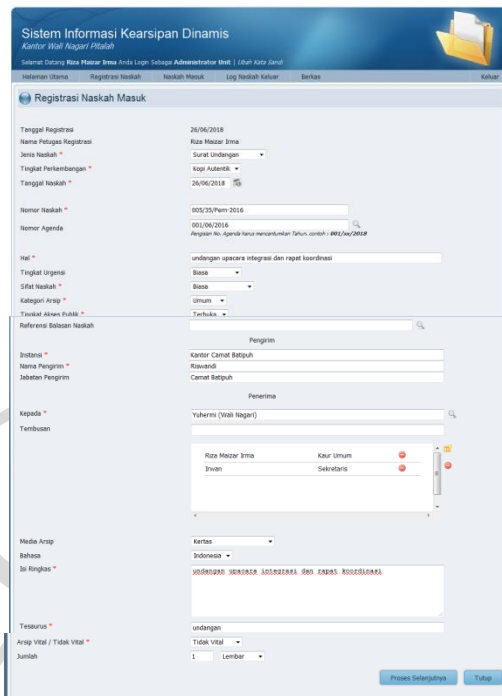 Sistem Informasi Kearsipan Dinamis
Kantor Wali Nagari Pitalah
Selamat Datang Riza Maizar Irma Anda Login Sebagai Administrator Unit | Ubah Kata Sandi
Halaman Utama Registrasi Naskah Naskah Masuk Log Naskah Keluar Berkas Keluar
Registrasi Naskah Masuk
Tanggal Registrasi 26/06/2018
Nama Petugas Registrasi Riza Maizar Irma
Jenis Naskah * Surat Undangan
Tingkat Perkembangan * Kopi Autentik
Tanggal Naskah * 26/06/2018
Nomor Naskah * 005/35/Pem-2016
Nomor Agenda 001/06/2016
Pengisian No. Agenda harus mencantumkan Tahun. contoh : 001/xx/2018
Hal * undangan upacara integrasi dan rapat koordinasi
Tingkat Urgensi Biasa
Sifat Naskah * Biasa
Kategori Arsip * Umum
Tingkat Akses Publik * Terbuka
Referensi Balasan Naskah
Pengirim
Instansi * Kantor Camat Batipuh
Nama Pengirim * Riswandi
Jabatan Pengirim Camat Batipuh
Penerima
Kepada * Yuhermi (Wali Nagari)
Tembusan
Riza Maizar Irma Kaur Umum
Irwan Sekretaris
Media Arsip Kertas
Bahasa Indonesia
Isi Ringkas * undangan upacara integrasi dan rapat koordinasi
Tesaurus * undangan
Arsip Vital / Tidak Vital * Tidak Vital
Jumlah 1 Lembar
Proses Selanjutnya Tutup